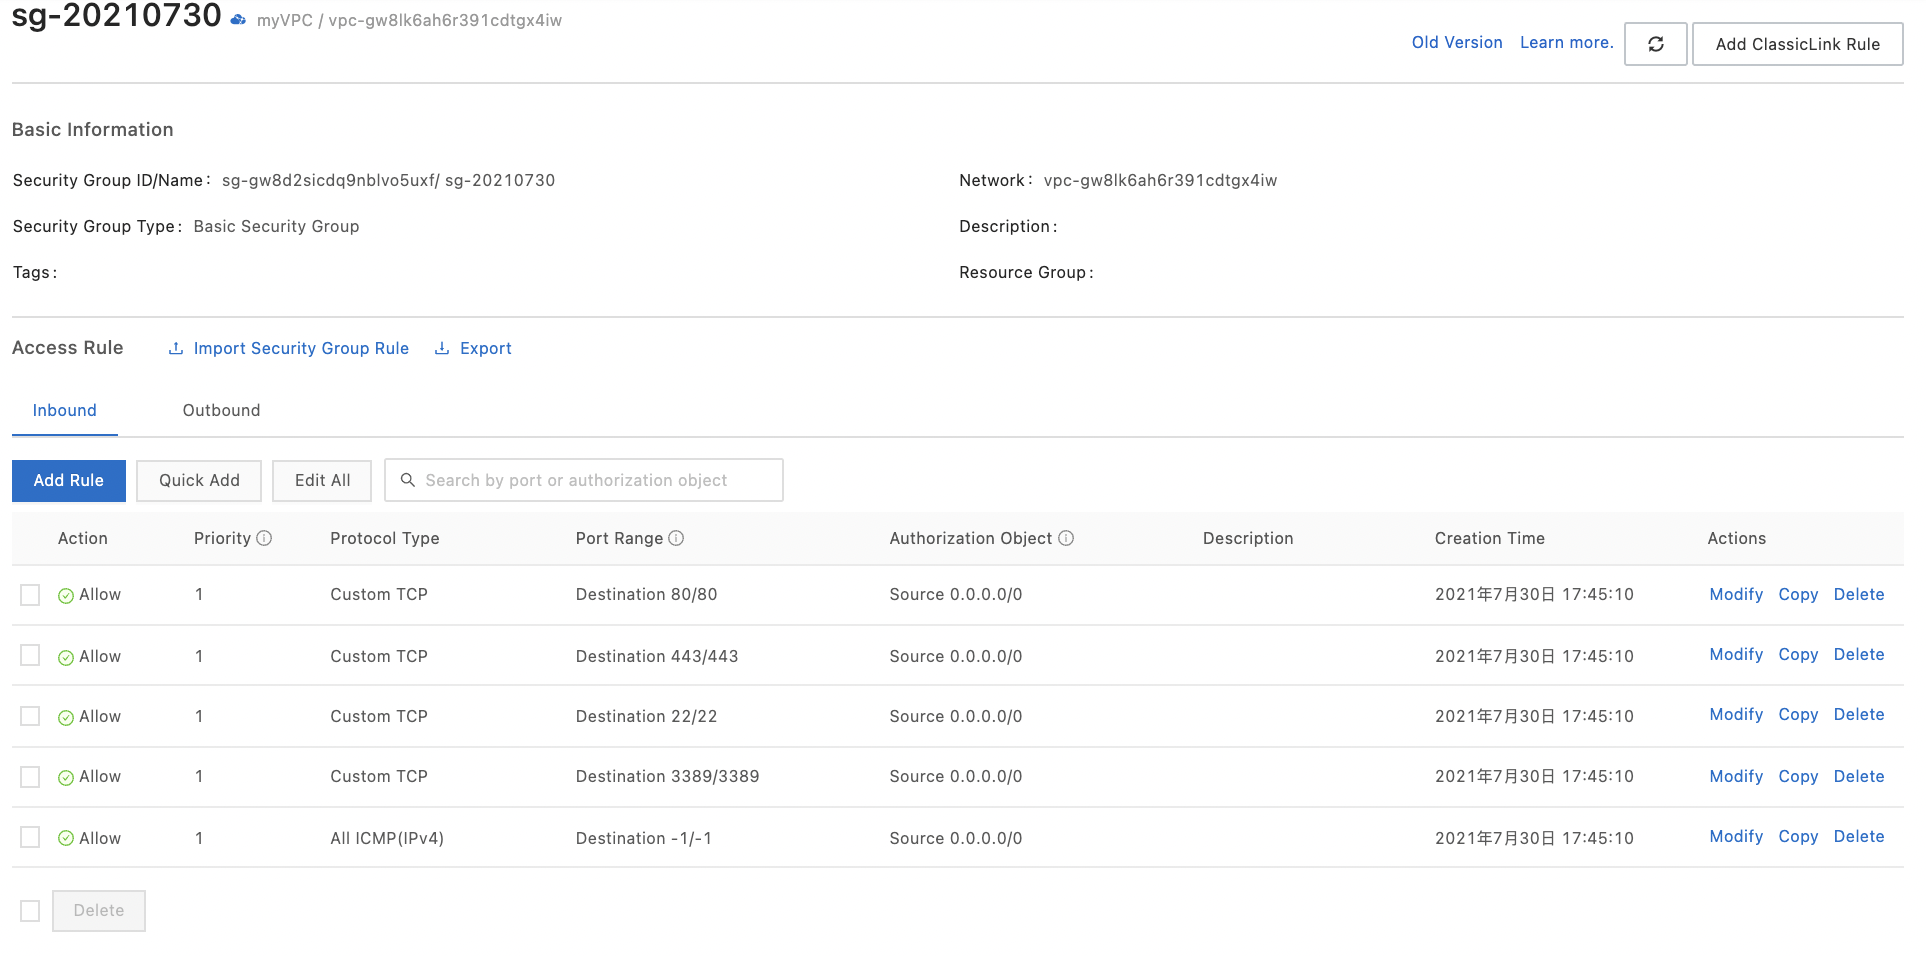 sg-20210730 myVPC / vpc-gw8lk6ah6r391cdtgx4iw
Old Version Learn more. Add ClassicLink Rule
Basic Information
Security Group ID/Name: sg-gw8d2sicdq9nblvo5uxf/ sg-20210730 Network: vpc-gw8lk6ah6r391cdtgx4iw
Security Group Type: Basic Security Group Description:
Tags: Resource Group:
Access Rule Import Security Group Rule Export
Inbound Outbound
Add Rule Quick Add Edit All Search by port or authorization object
Action Priority Protocol Type Port Range Authorization Object Description Creation Time Actions
Allow 1 Custom TCP Destination 80/80 Source 0.0.0.0/0 2021年7月30日 17:45:10 Modify Copy Delete
Allow 1 Custom TCP Destination 443/443 Source 0.0.0.0/0 2021年7月30日 17:45:10 Modify Copy Delete
Allow 1 Custom TCP Destination 22/22 Source 0.0.0.0/0 2021年7月30日 17:45:10 Modify Copy Delete
Allow 1 Custom TCP Destination 3389/3389 Source 0.0.0.0/0 2021年7月30日 17:45:10 Modify Copy Delete
Allow 1 All ICMP(IPv4) Destination -1/-1 Source 0.0.0.0/0 2021年7月30日 17:45:10 Modify Copy Delete
Delete